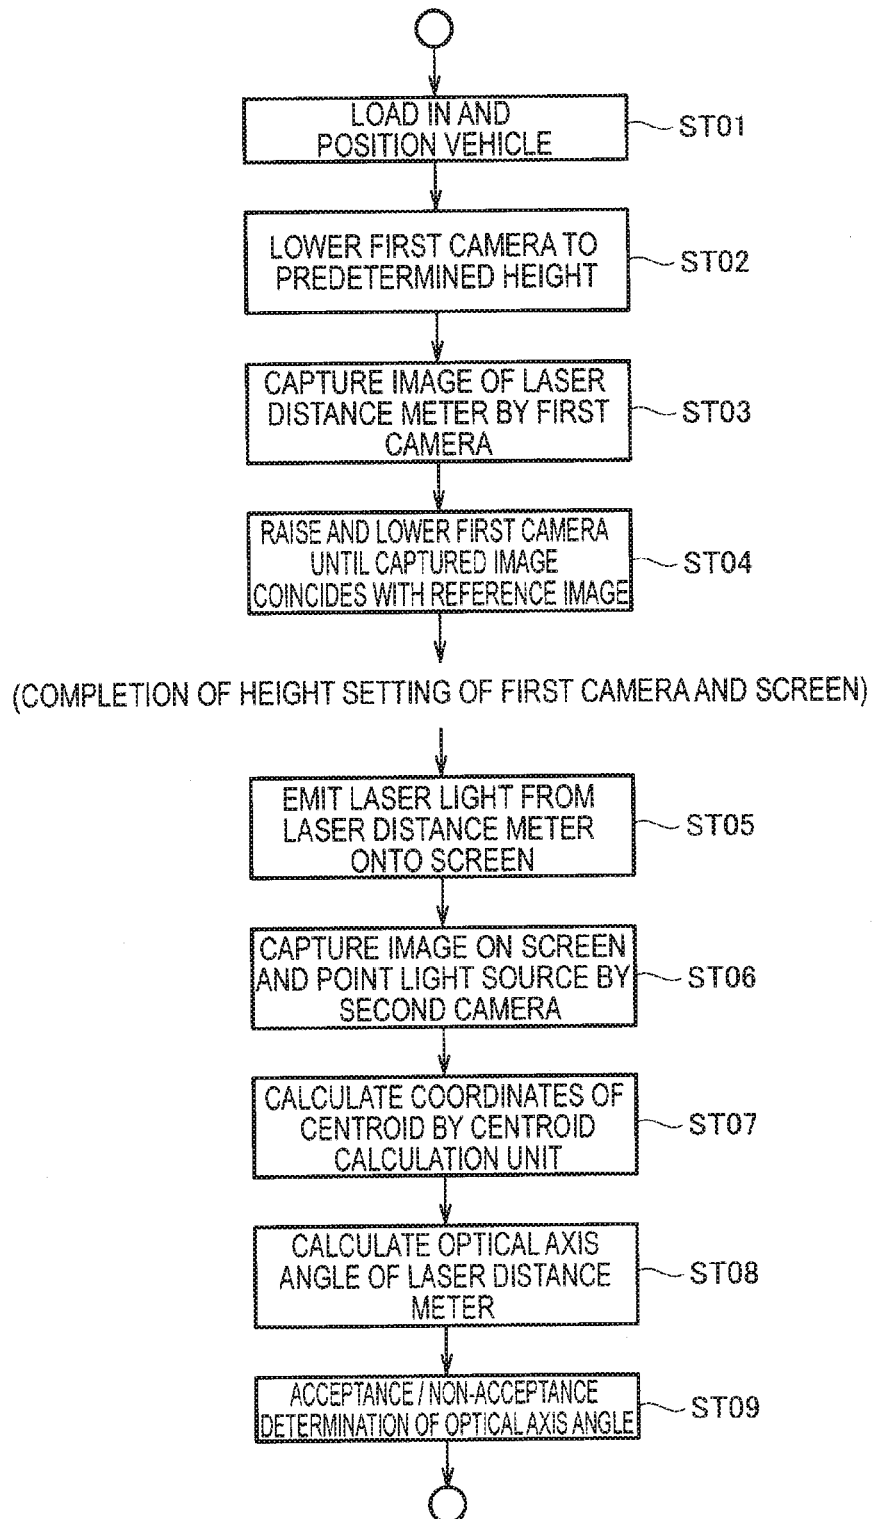 LOAD IN AND
POSITION VEHICLE
ST01
LOWER FIRST CAMERA TO
PREDETERMINED HEIGHT
ST02
CAPTURE IMAGE OF LASER
DISTANCE METER BY FIRST
CAMERA
ST03
RAISE AND LOWER FIRST CAMERA
UNTIL CAPTURED IMAGE
COINCIDES WITH REFERENCE IMAGE
ST04
(COMPLETION OF HEIGHT SETTING OF FIRST CAMERA AND SCREEN)
EMIT LASER LIGHT FROM
LASER DISTANCE METER
ONTO SCREEN
ST05
CAPTURE IMAGE ON SCREEN
AND POINT LIGHT SOURCE BY
SECOND CAMERA
ST06
CALCULATE COORDINATES OF
CENTROID BY CENTROID
CALCULATION UNIT
ST07
CALCULATE OPTICAL AXIS
ANGLE OF LASER DISTANCE
METER
ST08
ACCEPTANCE / NON-ACCEPTANCE
DETERMINATION OF OPTICAL AXIS ANGLE
ST09